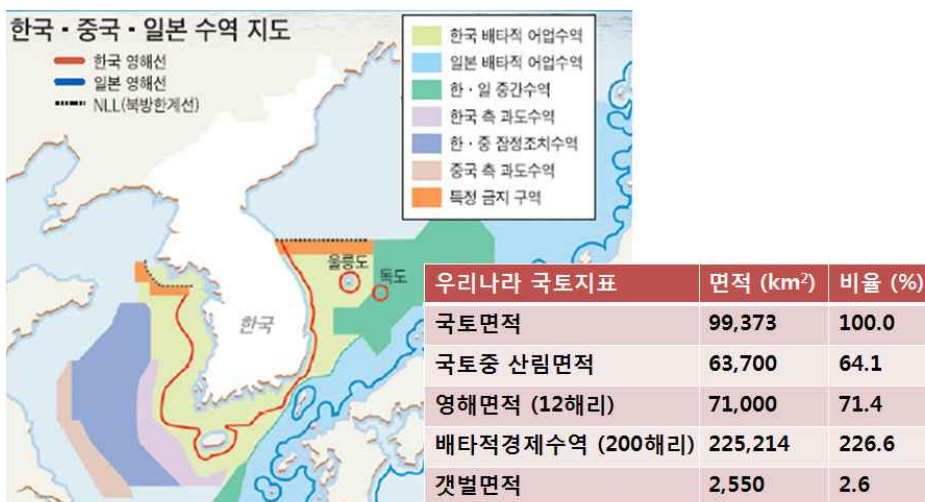 한국·중국·일본 수역 지도
한국 영해선
일본 영해선
NLL(북방한계선)
한국 배타적 어업수역
일본 배타적 어업수역
한·일 중간수역
한국 측 과도수역
한·중 잠정조치수역
중국 측 과도수역
특정 금지 구역
울릉도
독도
한국
우리나라 국토지표 면적 (km²) 비율 (%)
국토면적 99,373 100.0
국토중 산림면적 63,700 64.1
영해면적 (12해리) 71,000 71.4
배타적경제수역 (200해리) 225,214 226.6
갯벌면적 2,550 2.6